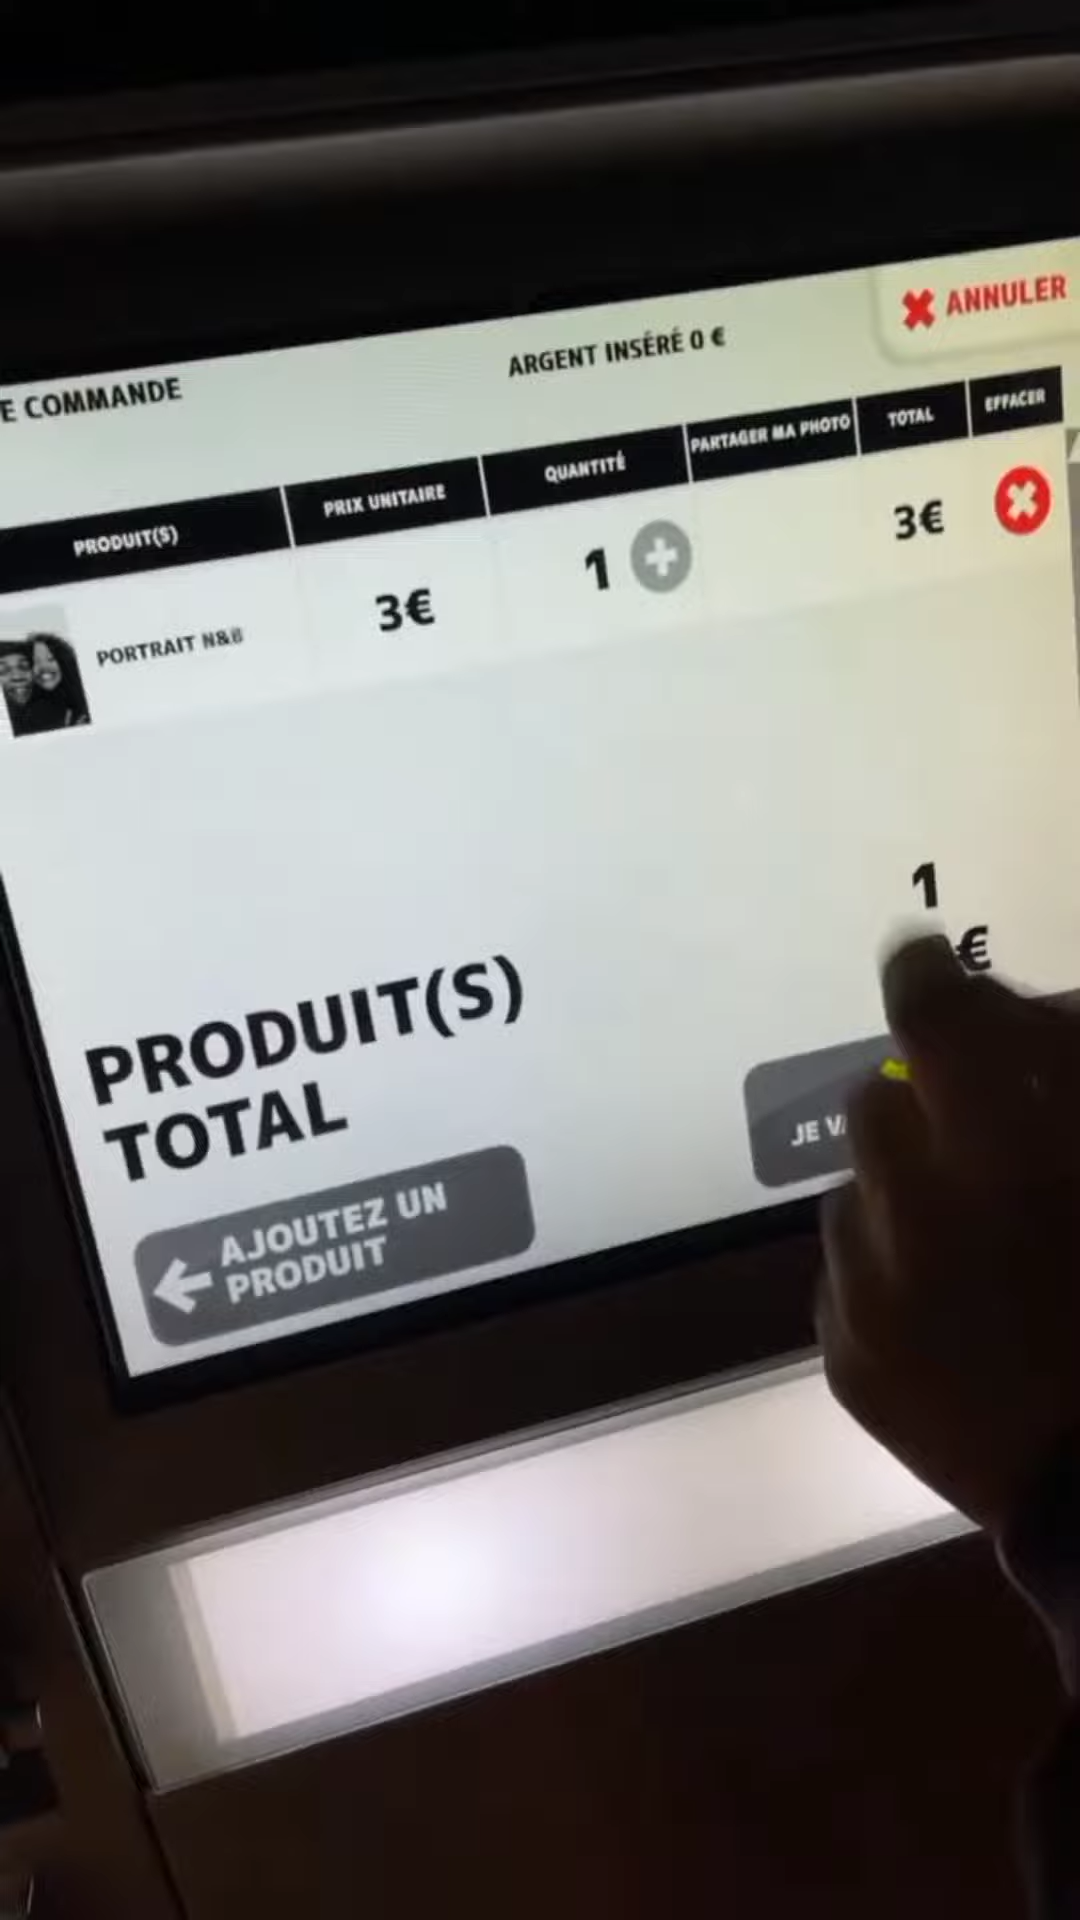 ANNULER
E COMMANDE
ARGENT INSÉRÉ 0 €
PRODUIT(S) PRIX UNITAIRE QUANTITÉ PARTAGER MA PHOTO TOTAL EFFACER
PORTRAIT N&B 3€ 1 3€
PRODUIT(S) 1
TOTAL €
AJOUTEZ UN
PRODUIT
JE